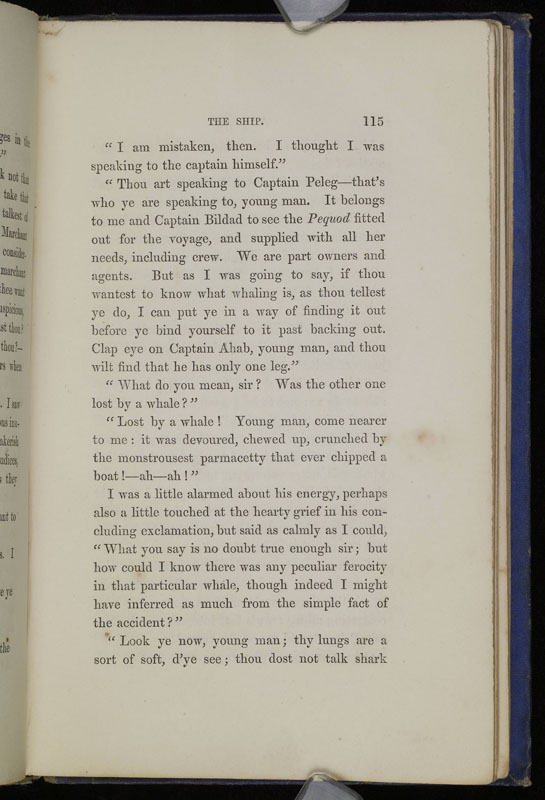 THE SHIP. 115
“ I am mistaken, then. I thought I was
speaking to the captain himself.”
“ Thou art speaking to Captain Peleg—that’s
who ye are speaking to, young man. It belongs
to me and Captain Bildad to see the Pequod fitted
out for the voyage, and supplied with all her
needs, including crew. We are part owners and
agents. But as I was going to say, if thou
wantest to know what whaling is, as thou tellest
ye do, I can put ye in a way of finding it out
before ye bind yourself to it past backing out.
Clap eye on Captain Ahab, young man, and thou
wilt find that he has only one leg.”
“ What do you mean, sir ? Was the other one
lost by a whale ? ”
“ Lost by a whale ! Young man, come nearer
to me : it was devoured, chewed up, crunched by
the monstrousest parmacetty that ever chipped a
boat !—ah—ah ! ”
I was a little alarmed about his energy, perhaps
also a little touched at the hearty grief in his con-
cluding exclamation, but said as calmly as I could,
“ What you say is no doubt true enough sir ; but
how could I know there was any peculiar ferocity
in that particular whale, though indeed I might
have inferred as much from the simple fact of
the accident ? ”
“ Look ye now, young man ; thy lungs are a
sort of soft, d’ye see ; thou dost not talk shark